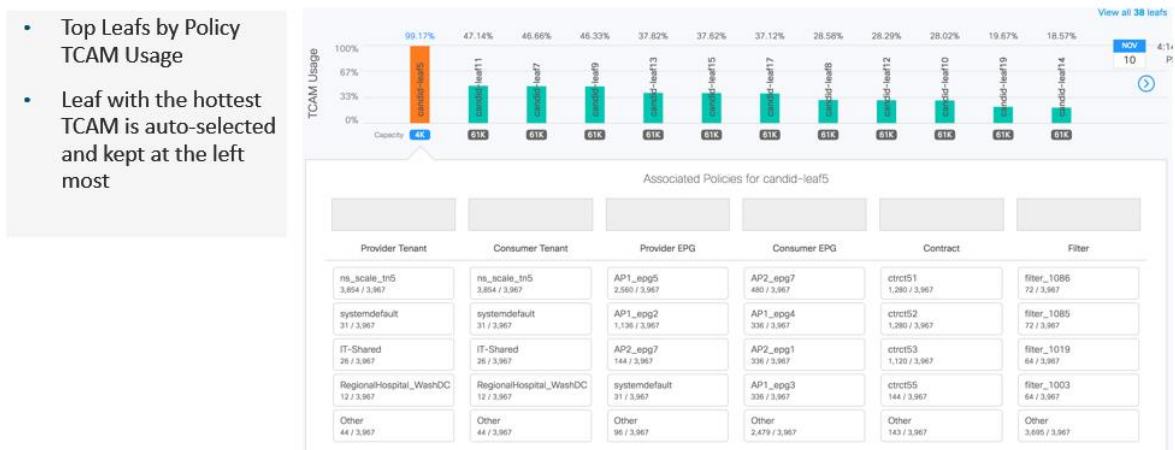 • Top Leafs by Policy
TCAM Usage
• Leaf with the hottest
TCAM is auto-selected
and kept at the left
most
View all 38 leafs
99.17% 47.14% 46.66% 46.33% 37.82% 37.62% 37.12% 28.58% 28.29% 28.02% 19.67% 18.57%
TCAM Usage
100%
67%
33%
0%
candid-leaf5 candid-leaf11 candid-leaf7 candid-leaf9 candid-leaf13 candid-leaf15 candid-leaf17 candid-leaf8 candid-leaf12 candid-leaf10 candid-leaf19 candid-leaf14
NOV
10
4:14
P
Capacity 4K 61K 61K 61K 61K 61K 61K 61K 61K 61K 61K 61K
Associated Policies for candid-leaf5
Provider Tenant Consumer Tenant Provider EPG Consumer EPG Contract Filter
ns_scale_tn5 ns_scale_tn5 AP1_epg5 AP2_epg7 ctrct51 filter_1086
3,854 / 3,967 3,854 / 3,967 2,560 / 3,967 480 / 3,967 1,280 / 3,967 72 / 3,967
systemdefault systemdefault AP1_epg2 AP1_epg4 ctrct52 filter_1085
31 / 3,967 31 / 3,967 1,136 / 3,967 336 / 3,967 1,280 / 3,967 72 / 3,967
IT-Shared IT-Shared AP2_epg7 AP2_epg1 ctrct53 filter_1019
26 / 3,967 26 / 3,967 144 / 3,967 336 / 3,967 1,120 / 3,967 64 / 3,967
RegionalHospital_WashDC RegionalHospital_WashDC systemdefault AP1_epg3 ctrct55 filter_1003
12 / 3,967 12 / 3,967 31 / 3,967 336 / 3,967 144 / 3,967 64 / 3,967
Other Other Other Other Other Other
44 / 3,967 44 / 3,967 96 / 3,967 2,479 / 3,967 143 / 3,967 3,695 / 3,967